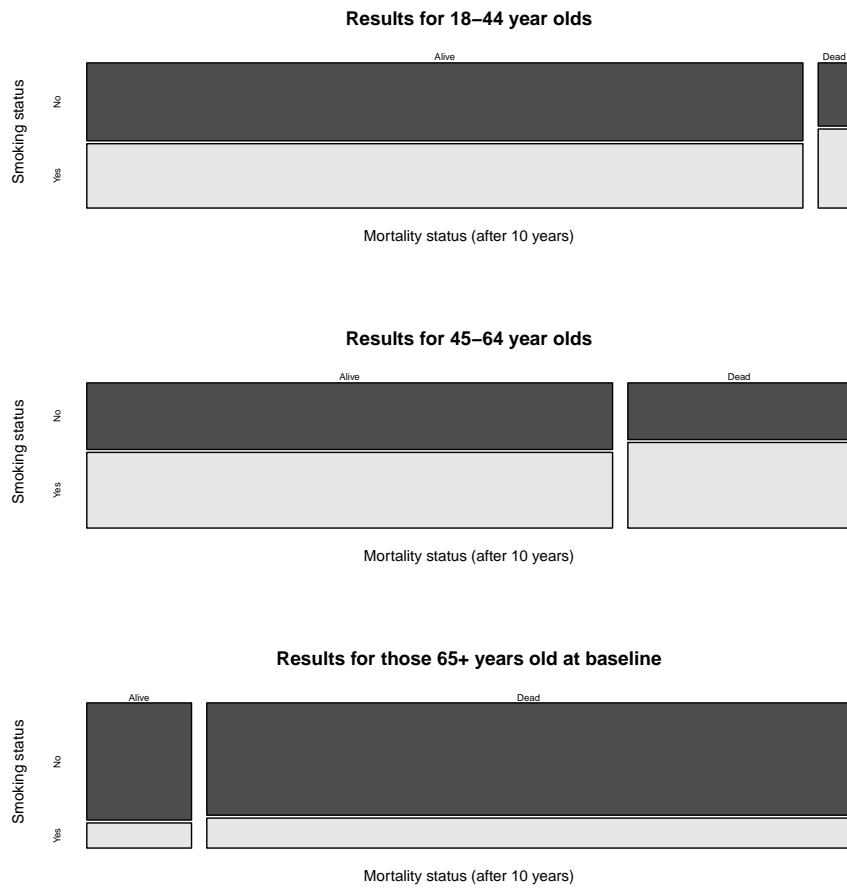 Results for 18−44 year olds
Alive Dead
Smoking status
No
Yes
Mortality status (after 10 years)
Results for 45−64 year olds
Alive Dead
Smoking status
No
Yes
Mortality status (after 10 years)
Results for those 65+ years old at baseline
Alive Dead
Smoking status
No
Yes
Mortality status (after 10 years)